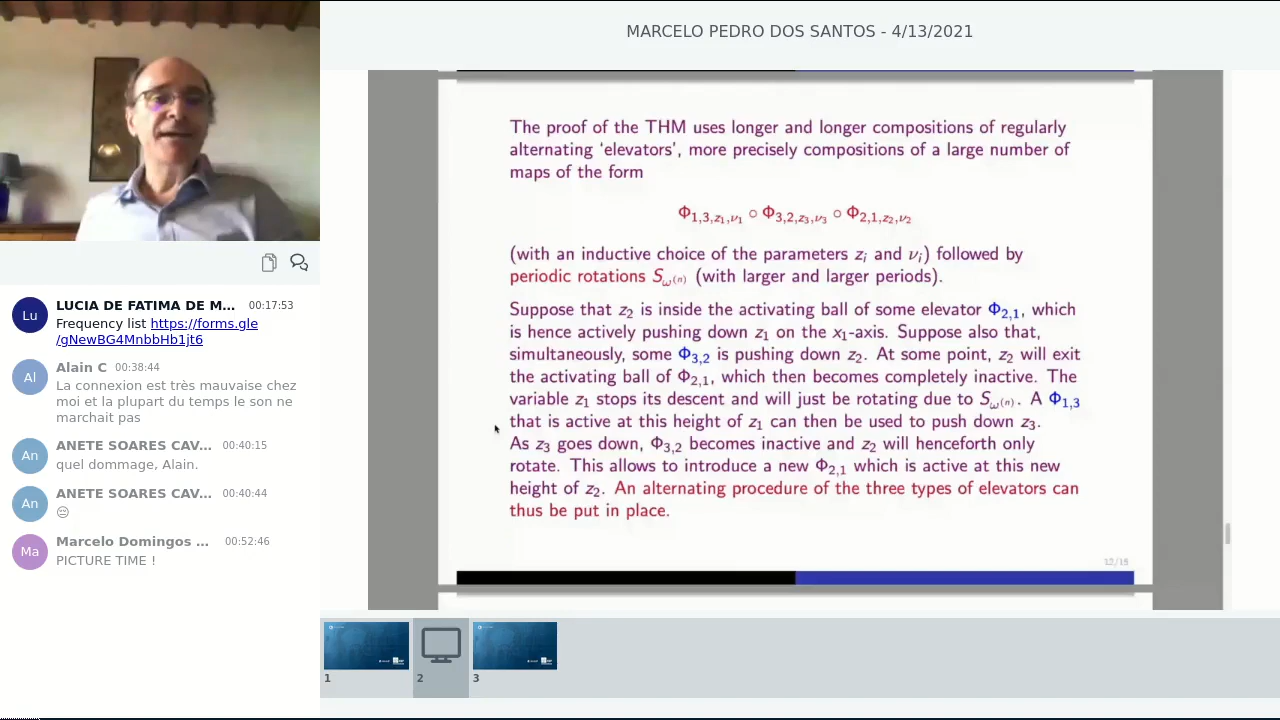 MARCELO PEDRO DOS SANTOS - 4/13/2021
Lu
LUCIA DE FATIMA DE M... 00:17:53
Frequency list https://forms.gle
/gNewBG4MnbbHb1jt6
Al
Alain C 00:38:44
La connexion est très mauvaise chez
moi et la plupart du temps le son ne
marchait pas
An
ANETE SOARES CAV... 00:40:15
quel dommage, Alain.
An
ANETE SOARES CAV... 00:40:44
😔
Ma
Marcelo Domingos ... 00:52:46
PICTURE TIME !
The proof of the THM uses longer and longer compositions of regularly
alternating ‘elevators’, more precisely compositions of a large number of
maps of the form
Φ₁,₃,z₁,ν₁ ∘ Φ₃,₂,z₃,ν₃ ∘ Φ₂,₁,z₂,ν₂
(with an inductive choice of the parameters zᵢ and νᵢ) followed by
periodic rotations S_ω⁽ⁿ⁾ (with larger and larger periods).
Suppose that z₂ is inside the activating ball of some elevator Φ₂,₁, which
is hence actively pushing down z₁ on the x₁-axis. Suppose also that,
simultaneously, some Φ₃,₂ is pushing down z₂. At some point, z₂ will exit
the activating ball of Φ₂,₁, which then becomes completely inactive. The
variable z₁ stops its descent and will just be rotating due to S_ω⁽ⁿ⁾. A Φ₁,₃
that is active at this height of z₁ can then be used to push down z₃.
As z₃ goes down, Φ₃,₂ becomes inactive and z₂ will henceforth only
rotate. This allows to introduce a new Φ₂,₁ which is active at this new
height of z₂. An alternating procedure of the three types of elevators can
thus be put in place.
12/15
1
2
3